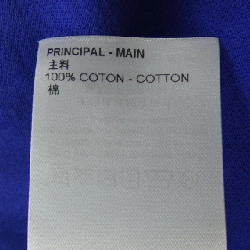 PRINCIPAL - MAIN
主料
100% COTON - COTTON
棉